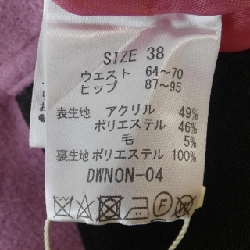 SIZE 38
ウエスト 64~70
ヒップ 87~95
表生地 アクリル 49%
ポリエステル 46%
毛 5%
裏生地 ポリエステル 100%
DWNON-04